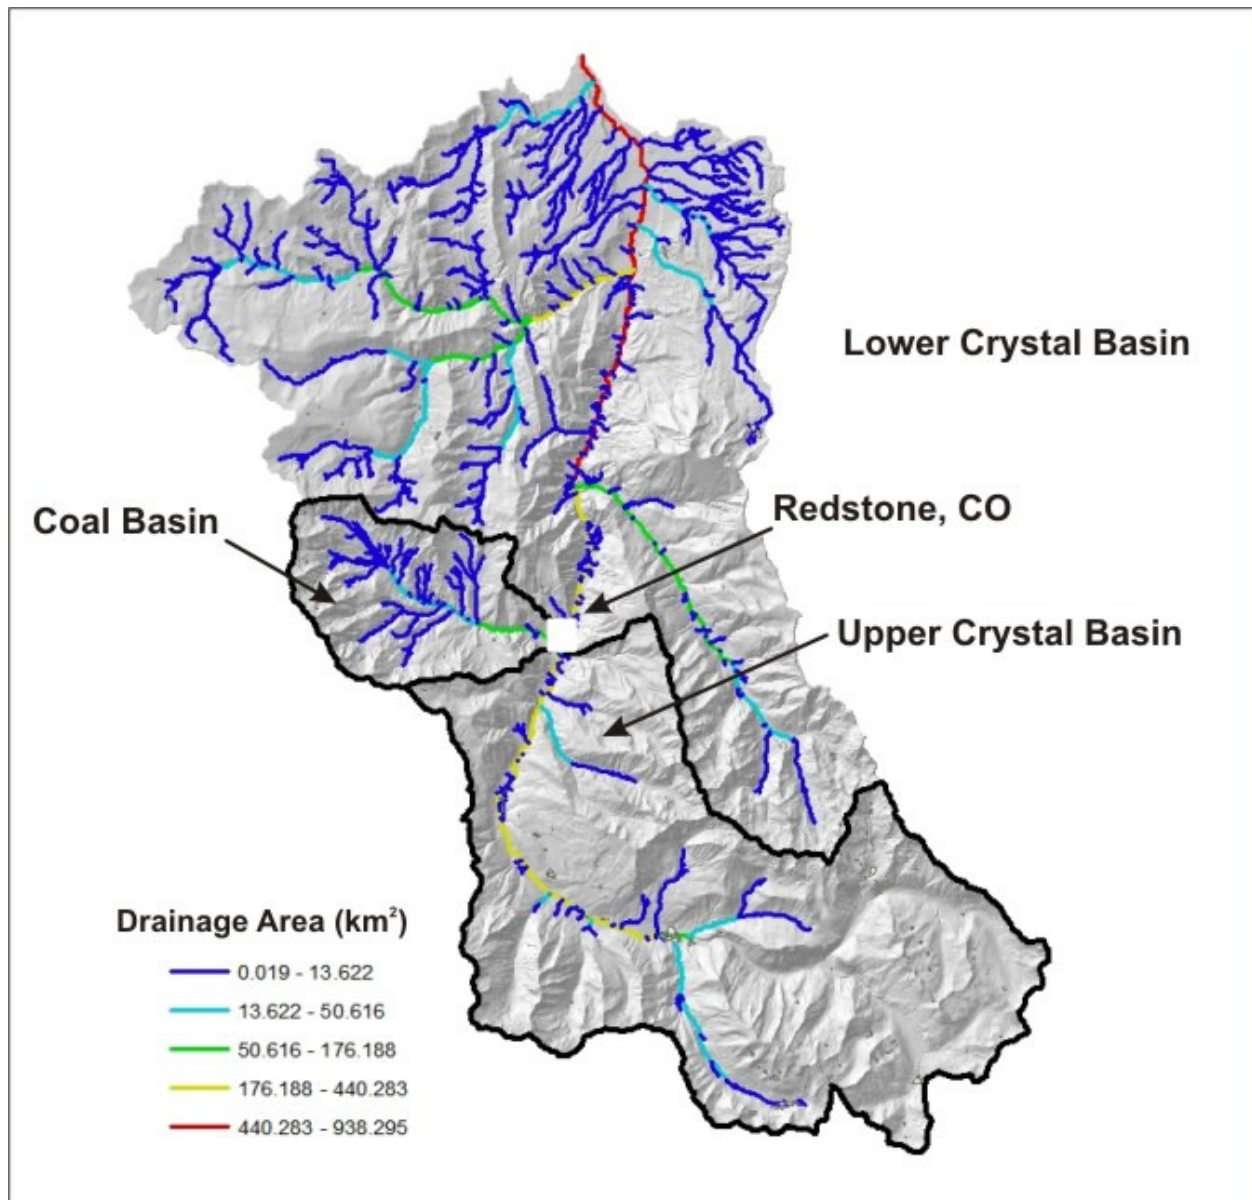 Lower Crystal Basin
Coal Basin
Redstone, CO
Upper Crystal Basin
Drainage Area (km²)
0.019 - 13.622
13.622 - 50.616
50.616 - 176.188
176.188 - 440.283
440.283 - 938.295